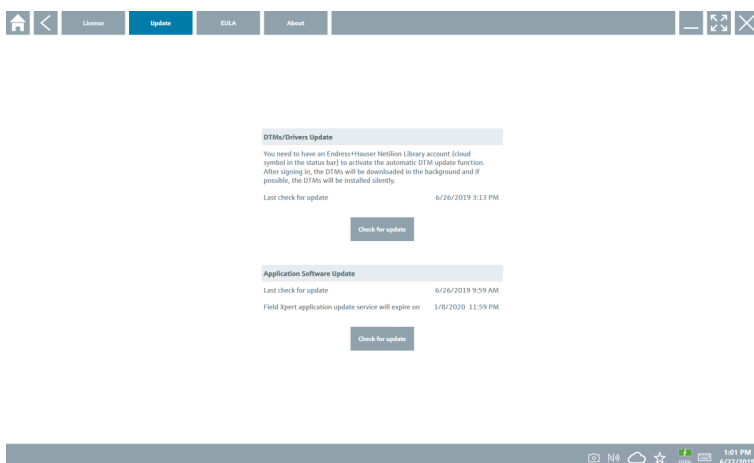 License Update EULA About
DTMs/Drivers Update
You need to have an Endress+Hauser Netilion Library account (cloud
symbol in the status bar) to activate the automatic DTM update function.
After signing in, the DTMs will be downloaded in the background and if
possible, the DTMs will be installed silently.
Last check for update 6/26/2019 3:13 PM
Check for update
Application Software Update
Last check for update 6/26/2019 9:59 AM
Field Xpert application update service will expire on 1/8/2020 11:59 PM
Check for update
1:01 PM
6/27/2019